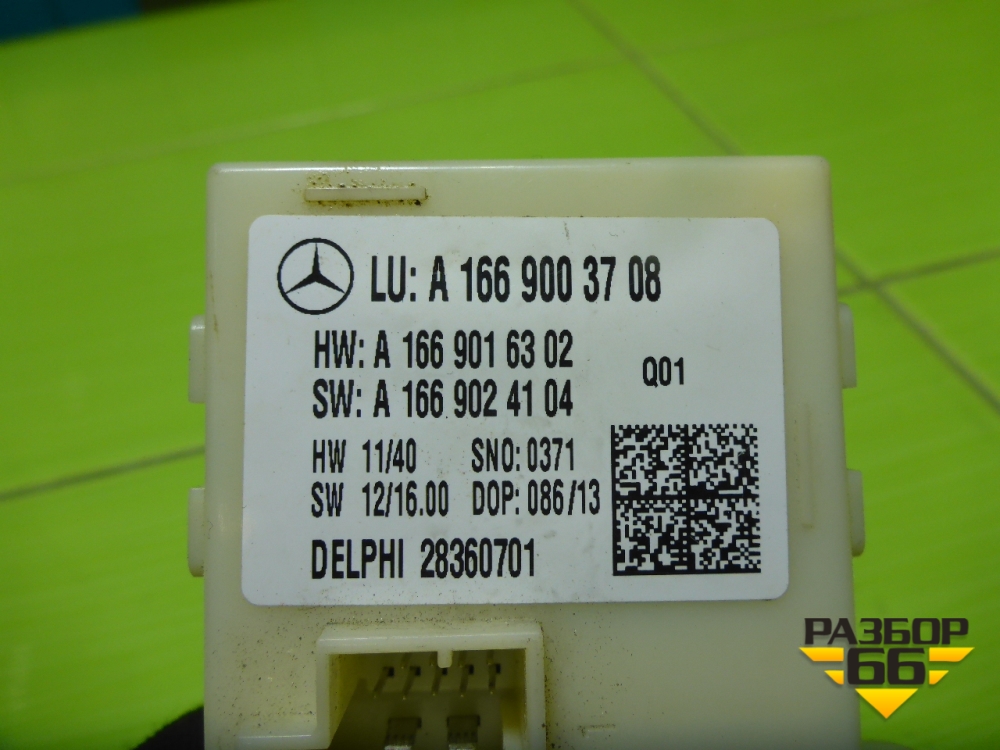 LU: A 166 900 37 08
HW: A 166 901 63 02
SW: A 166 902 41 04
Q01
HW 11/40 SNO: 0371
SW 12/16.00 DOP: 086/13
DELPHI 28360701
РАЗБОР
66